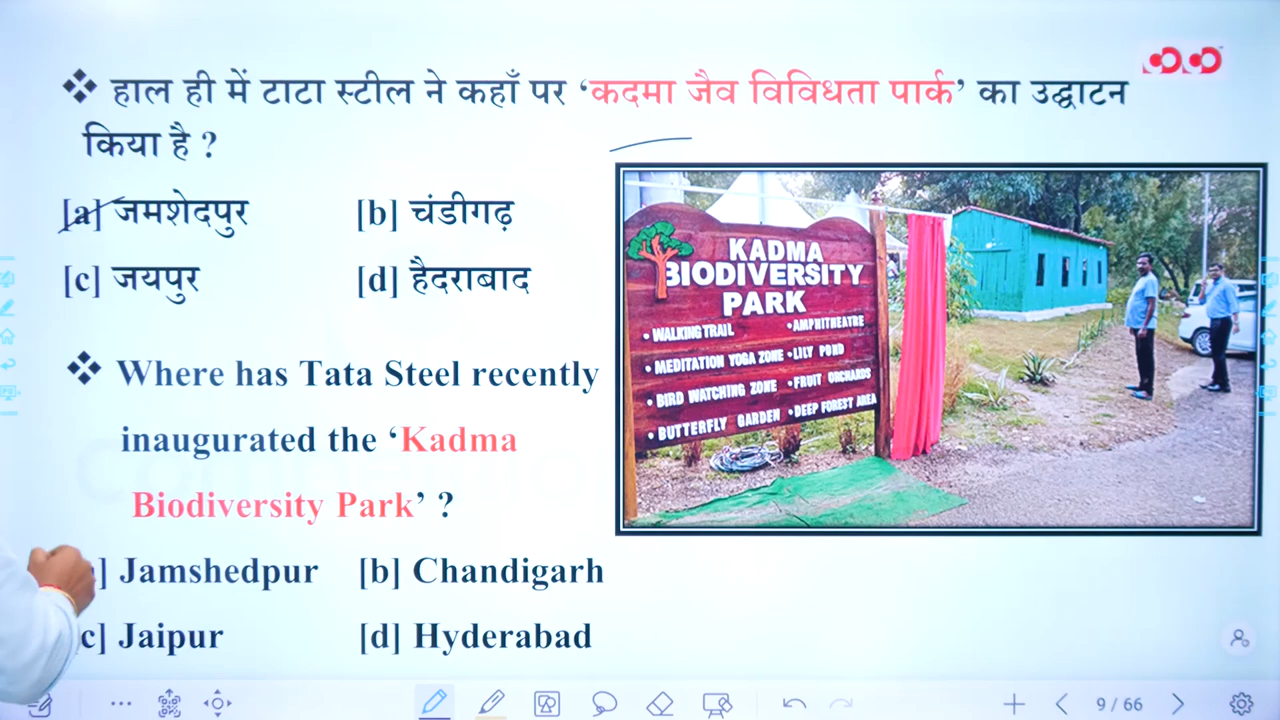 ❖ हाल ही में टाटा स्टील ने कहाँ पर ‘कदमा जैव विविधता पार्क’ का उद्घाटन
किया है ?
[a] जमशेदपुर [b] चंडीगढ़
[c] जयपुर [d] हैदराबाद
❖ Where has Tata Steel recently
inaugurated the ‘Kadma
Biodiversity Park’ ?
] Jamshedpur [b] Chandigarh
c] Jaipur [d] Hyderabad
KADMA
BIODIVERSITY
PARK
• WALKING TRAIL • AMPHITHEATRE
• MEDITATION YOGA ZONE • LILY POND
• BIRD WATCHING ZONE • FRUIT ORCHARDS
• BUTTERFLY GARDEN • DEEP FOREST AREA
9 / 66